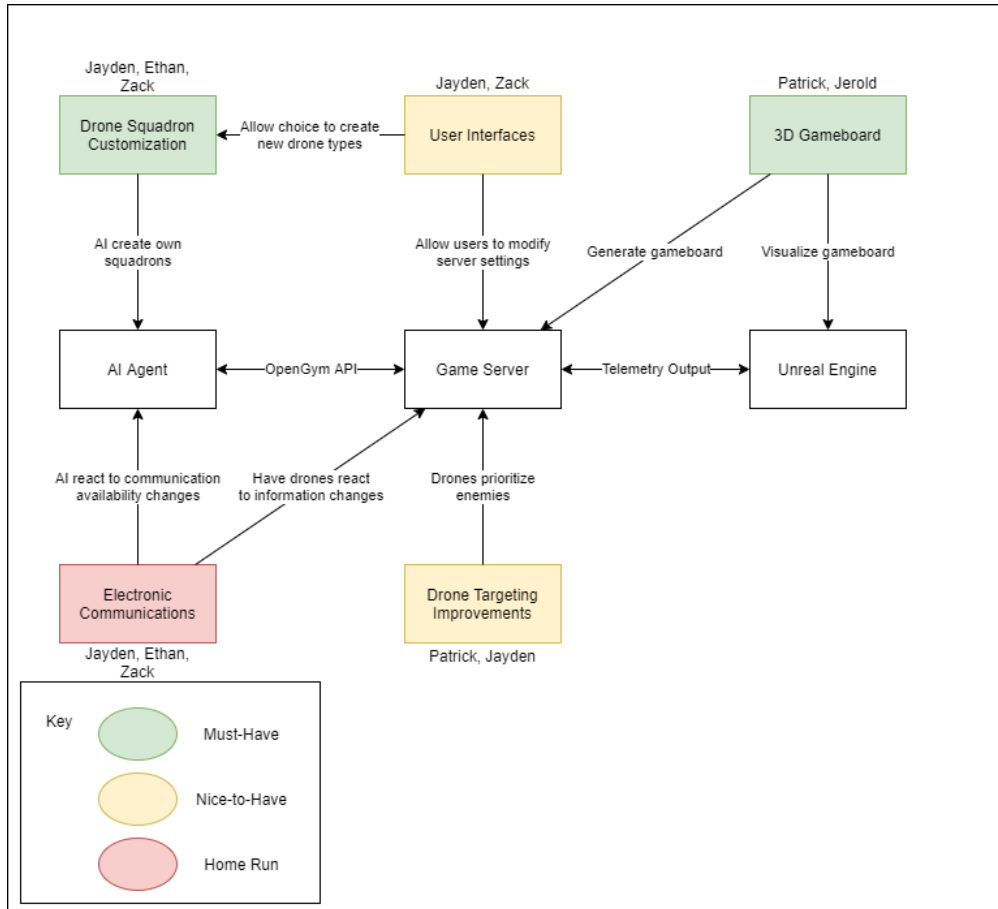 Jayden, Ethan,
Zack
Jayden, Zack
Patrick, Jerold
Drone Squadron
Customization
Allow choice to create
new drone types
User Interfaces
3D Gameboard
AI create own
squadrons
Allow users to modify
server settings
Generate gameboard
Visualize gameboard
AI Agent
OpenGym API
Game Server
Telemetry Output
Unreal Engine
AI react to communication
availability changes
Have drones react
to information changes
Drones prioritize
enemies
Electronic
Communications
Drone Targeting
Improvements
Jayden, Ethan,
Zack
Patrick, Jayden
Key
Must-Have
Nice-to-Have
Home Run